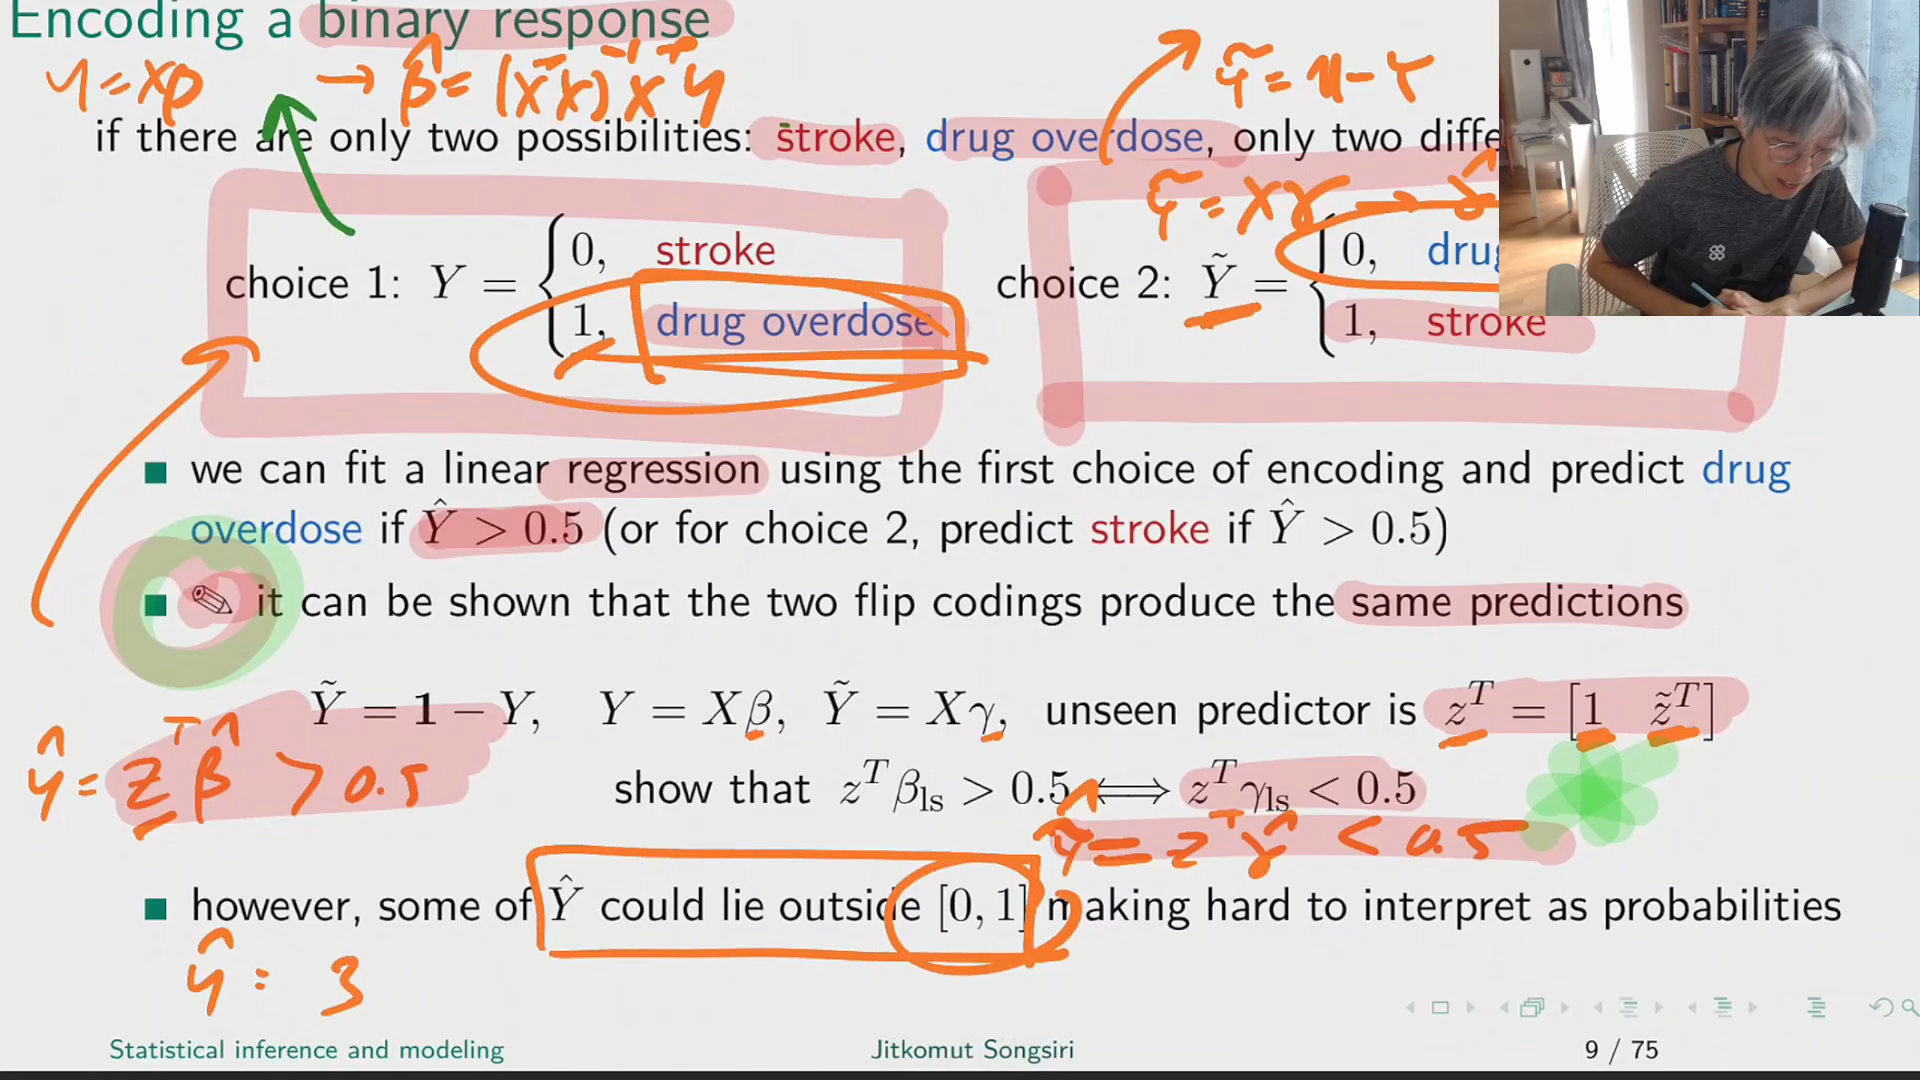 Encoding a binary response
Y = Xβ → β̂ = (XᵀX)⁻¹Xᵀy
Ỹ = 1 - Y
if there are only two possibilities: stroke, drug overdose, only two diffe
Ỹ = Xγ → γ̂
choice 1: Y = { 0, stroke
1, drug overdose
choice 2: Ỹ = { 0, dru
1, stroke
■ we can fit a linear regression using the first choice of encoding and predict drug
overdose if Ŷ > 0.5 (or for choice 2, predict stroke if Ŷ > 0.5)
■ ✎ it can be shown that the two flip codings produce the same predictions
Ỹ = 1 − Y, Y = Xβ, Ỹ = Xγ, unseen predictor is zᵀ = [1 z̃ᵀ]
ŷ = zᵀβ̂ > 0.5
show that zᵀβ_ls > 0.5 ⟺ zᵀγ_ls < 0.5
= zᵀγ̂ < 0.5
■ however, some of Ŷ could lie outside [0, 1] making hard to interpret as probabilities
ŷ = 3
Statistical inference and modeling
Jitkomut Songsiri
9 / 75